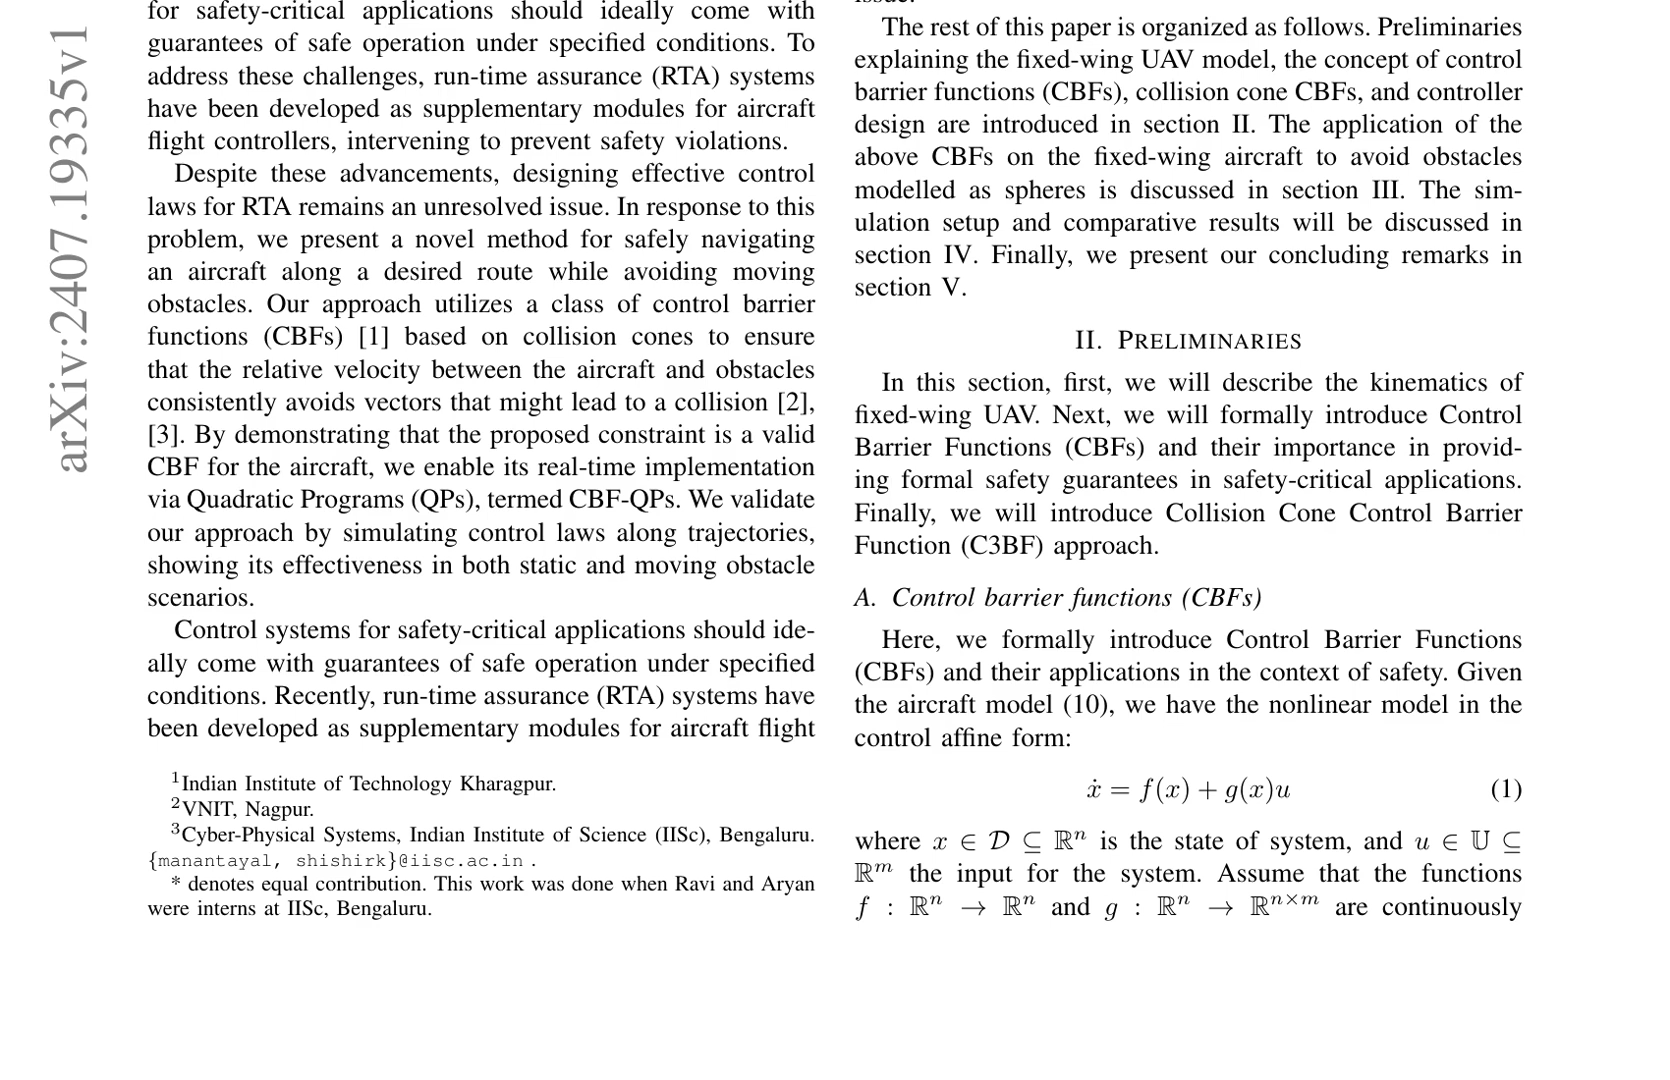 arXiv:2407.19335v1
for safety-critical applications should ideally come with
guarantees of safe operation under specified conditions. To
address these challenges, run-time assurance (RTA) systems
have been developed as supplementary modules for aircraft
flight controllers, intervening to prevent safety violations.
Despite these advancements, designing effective control
laws for RTA remains an unresolved issue. In response to this
problem, we present a novel method for safely navigating
an aircraft along a desired route while avoiding moving
obstacles. Our approach utilizes a class of control barrier
functions (CBFs) [1] based on collision cones to ensure
that the relative velocity between the aircraft and obstacles
consistently avoids vectors that might lead to a collision [2],
[3]. By demonstrating that the proposed constraint is a valid
CBF for the aircraft, we enable its real-time implementation
via Quadratic Programs (QPs), termed CBF-QPs. We validate
our approach by simulating control laws along trajectories,
showing its effectiveness in both static and moving obstacle
scenarios.
Control systems for safety-critical applications should ide-
ally come with guarantees of safe operation under specified
conditions. Recently, run-time assurance (RTA) systems have
been developed as supplementary modules for aircraft flight
¹Indian Institute of Technology Kharagpur.
²VNIT, Nagpur.
³Cyber-Physical Systems, Indian Institute of Science (IISc), Bengaluru.
{manantayal, shishirk}@iisc.ac.in .
* denotes equal contribution. This work was done when Ravi and Aryan
were interns at IISc, Bengaluru.
issue.
The rest of this paper is organized as follows. Preliminaries
explaining the fixed-wing UAV model, the concept of control
barrier functions (CBFs), collision cone CBFs, and controller
design are introduced in section II. The application of the
above CBFs on the fixed-wing aircraft to avoid obstacles
modelled as spheres is discussed in section III. The sim-
ulation setup and comparative results will be discussed in
section IV. Finally, we present our concluding remarks in
section V.
II. PRELIMINARIES
In this section, first, we will describe the kinematics of
fixed-wing UAV. Next, we will formally introduce Control
Barrier Functions (CBFs) and their importance in provid-
ing formal safety guarantees in safety-critical applications.
Finally, we will introduce Collision Cone Control Barrier
Function (C3BF) approach.
A. Control barrier functions (CBFs)
Here, we formally introduce Control Barrier Functions
(CBFs) and their applications in the context of safety. Given
the aircraft model (10), we have the nonlinear model in the
control affine form:
ẋ = f(x) + g(x)u (1)
where x ∈ 𝒟 ⊆ ℝⁿ is the state of system, and u ∈ 𝕌 ⊆
ℝᵐ the input for the system. Assume that the functions
f : ℝⁿ → ℝⁿ and g : ℝⁿ → ℝⁿˣᵐ are continuously